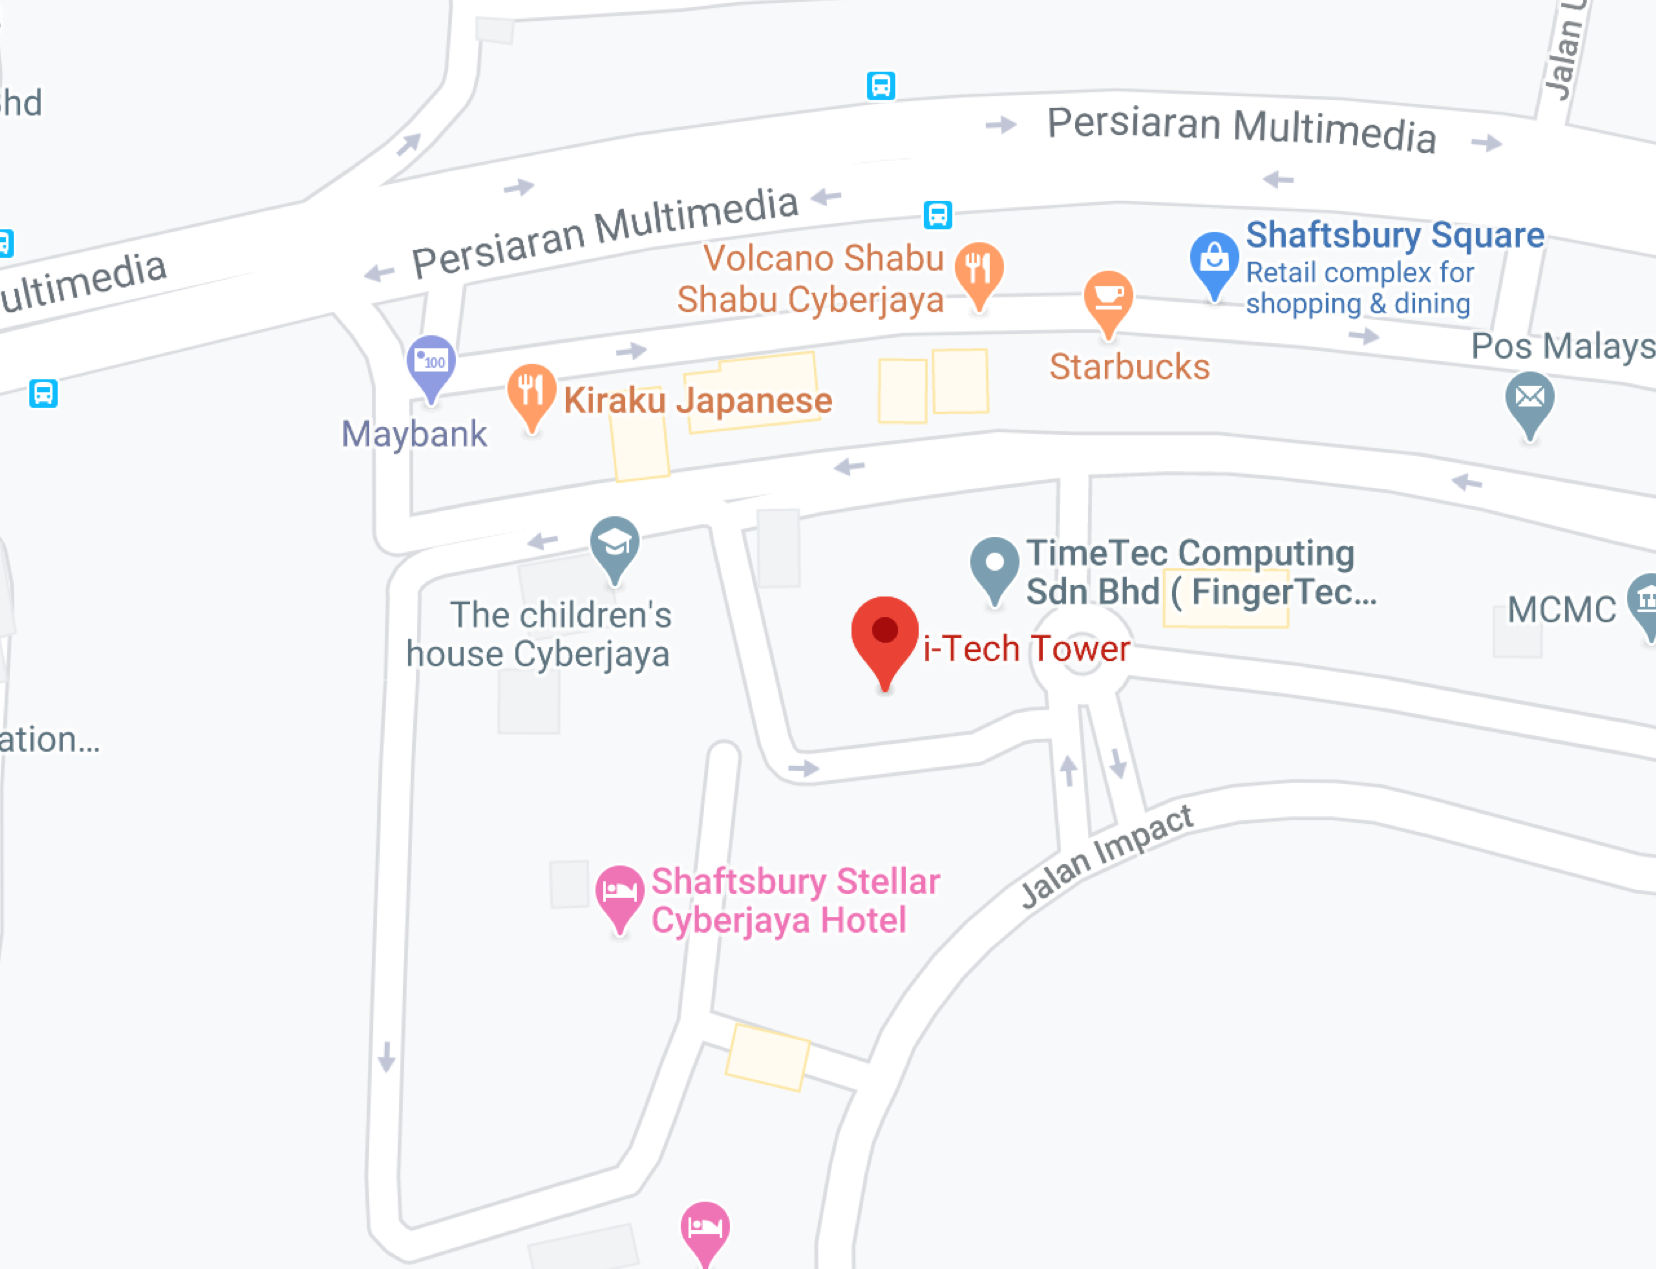 Jalan U
Bhd
Persiaran Multimedia
Persiaran Multimedia
ultimedia
Volcano Shabu
Shabu Cyberjaya
Shaftsbury Square
Retail complex for
shopping & dining
100
Starbucks
Pos Malays
Kiraku Japanese
Maybank
TimeTec Computing
Sdn Bhd ( FingerTec...
MCMC
The children's
house Cyberjaya
i-Tech Tower
ation...
Jalan Impact
Shaftsbury Stellar
Cyberjaya Hotel